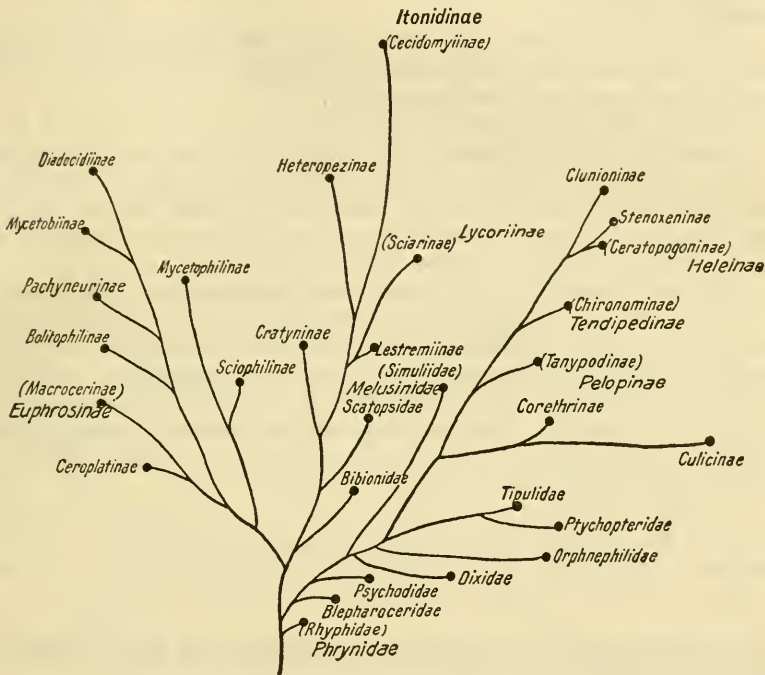 Itonidinae
(Cecidomyiinae)
Diadocidiinae
Heteropezinae
Clunioninae
Mycetobiinae
Stenoxeninae
(Sciarinae) Lycoriinae
(Ceratopogoninae)
Heleinae
Mycetophilinae
Pachyneurinae
(Chironominae)
Tendipedinae
Bolitophilinae
Cratyninae
Lestremiinae
Sciophilinae
(Simuliidae)
(Tanypodinae)
Pelopinae
(Macrocerinae)
Euphrosinae
Melusinidae
Scatopsidae
Corethrinae
Culicinae
Ceroplatinae
Bibionidae
Tipulidae
Ptychopteridae
Orphnephilidae
Dixidae
Psychodidae
Blepharoceridae
(Rhyphidae)
Phrynidae